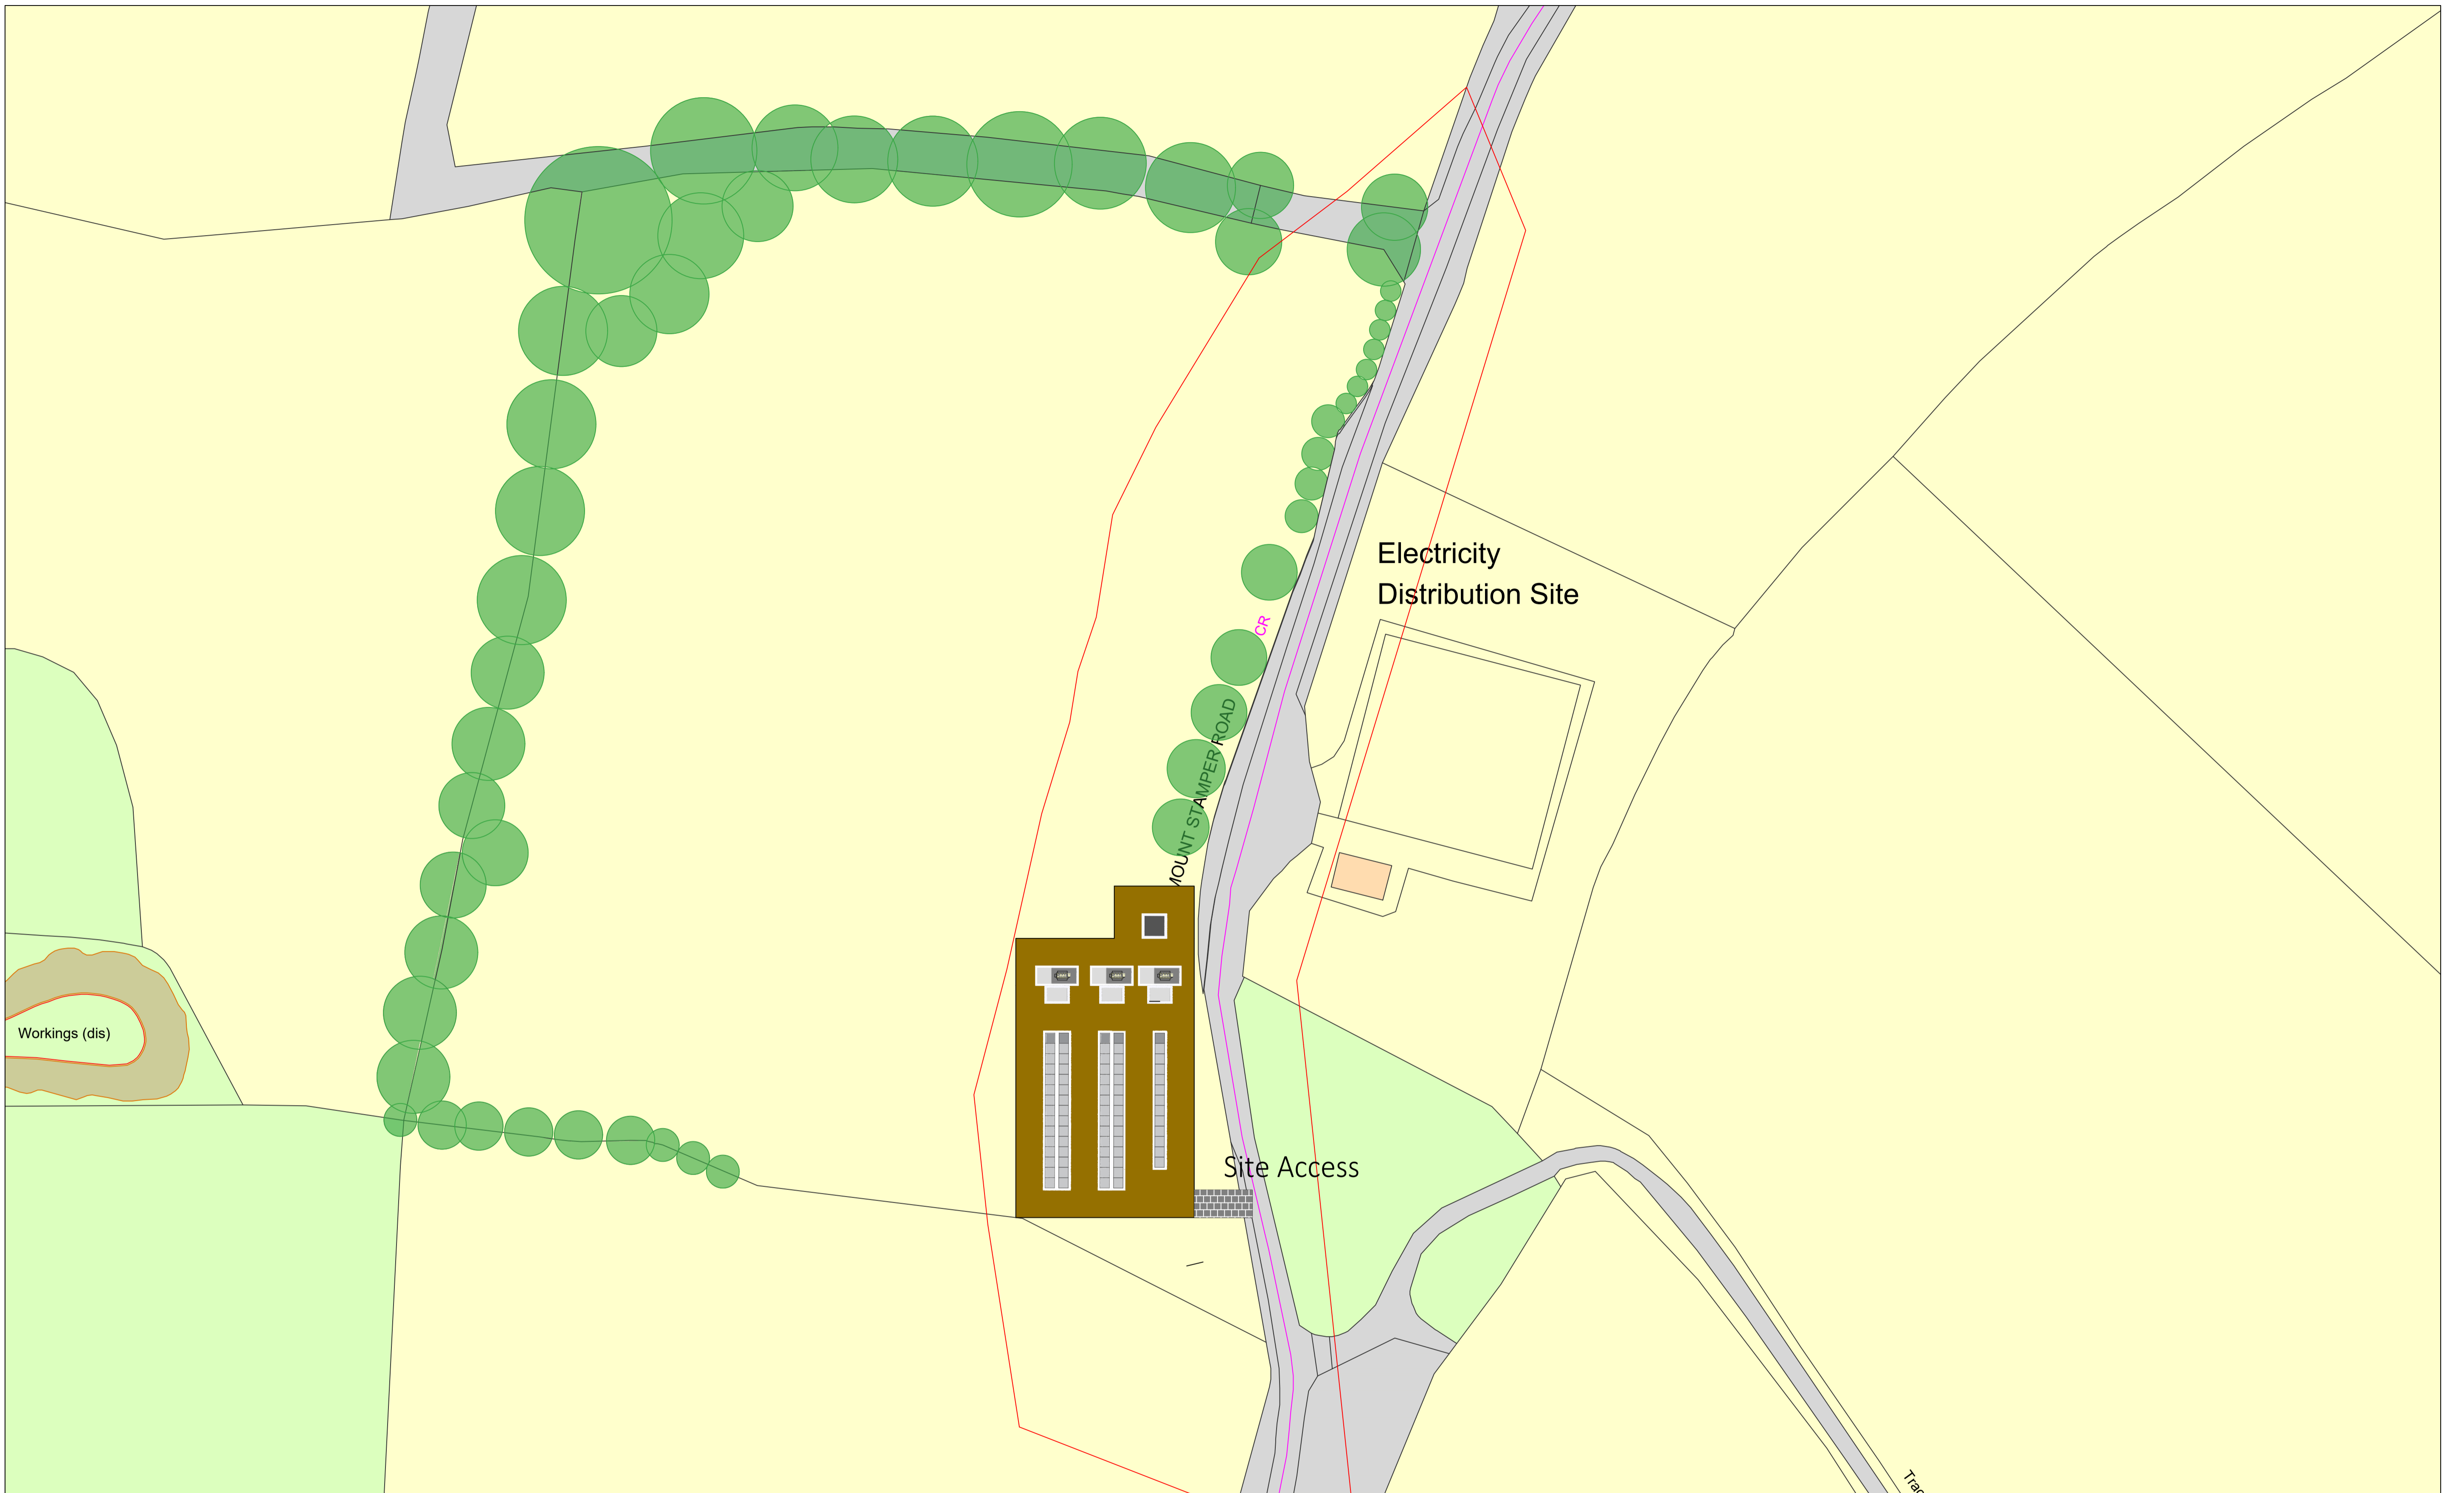 Electricity
Distribution Site
CR
MOUNT STAMPER ROAD
Workings (dis)
Site Access